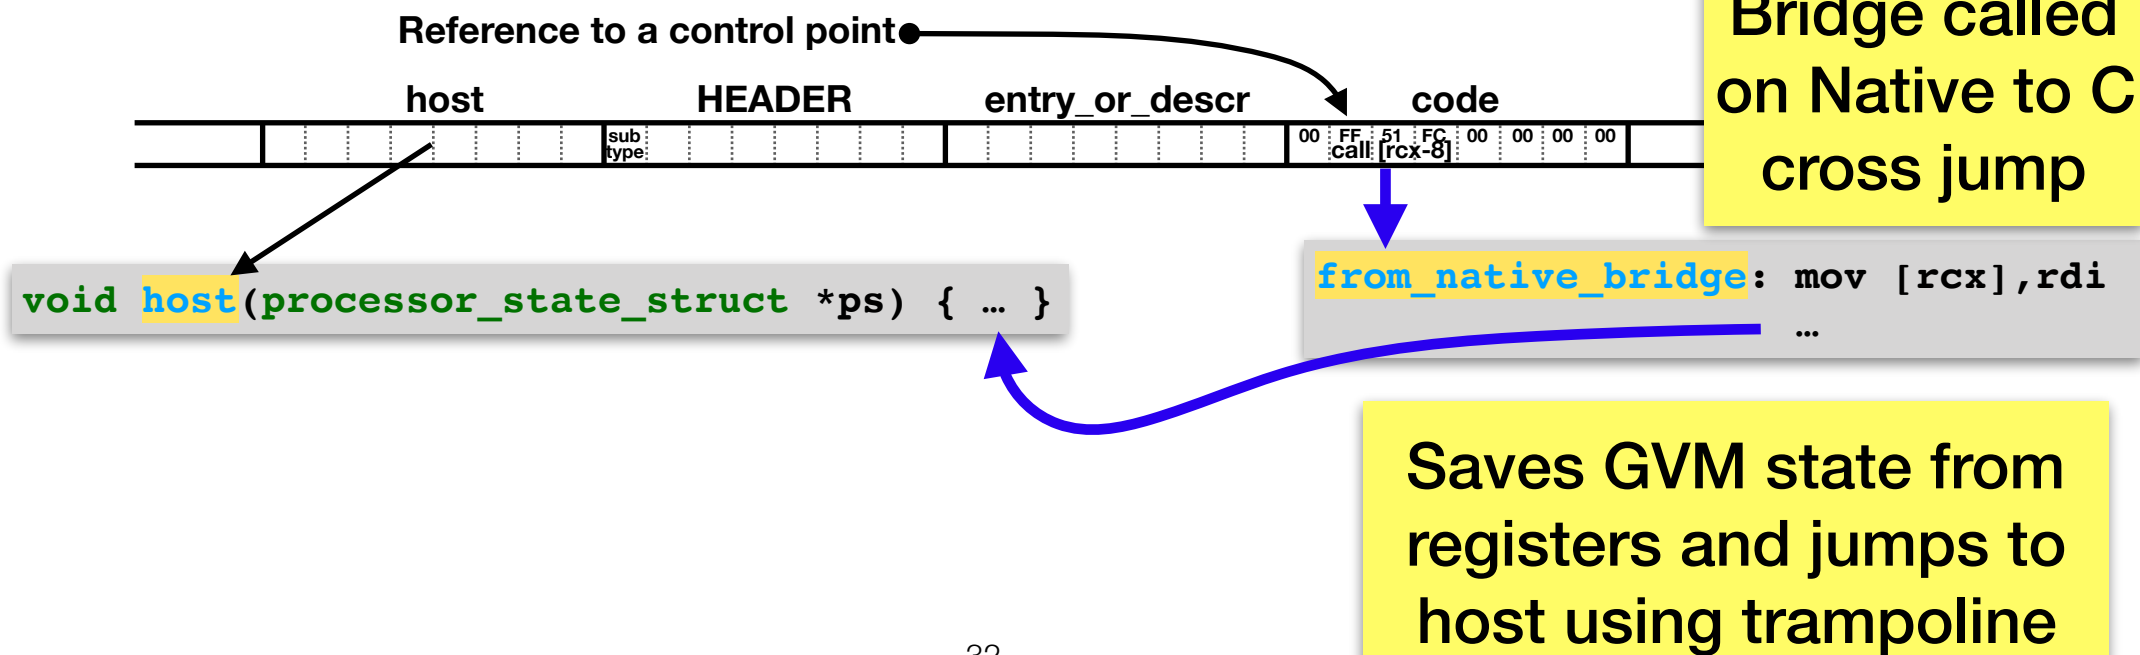 Bridge called
on Native to C
cross jump
Reference to a control point
host HEADER entry_or_descr code
sub
type
00 FF 51 FC 00 00 00 00
call [rcx-8]
void host(processor_state_struct *ps) { … }
from_native_bridge: mov [rcx],rdi
…
Saves GVM state from
registers and jumps to
host using trampoline
32